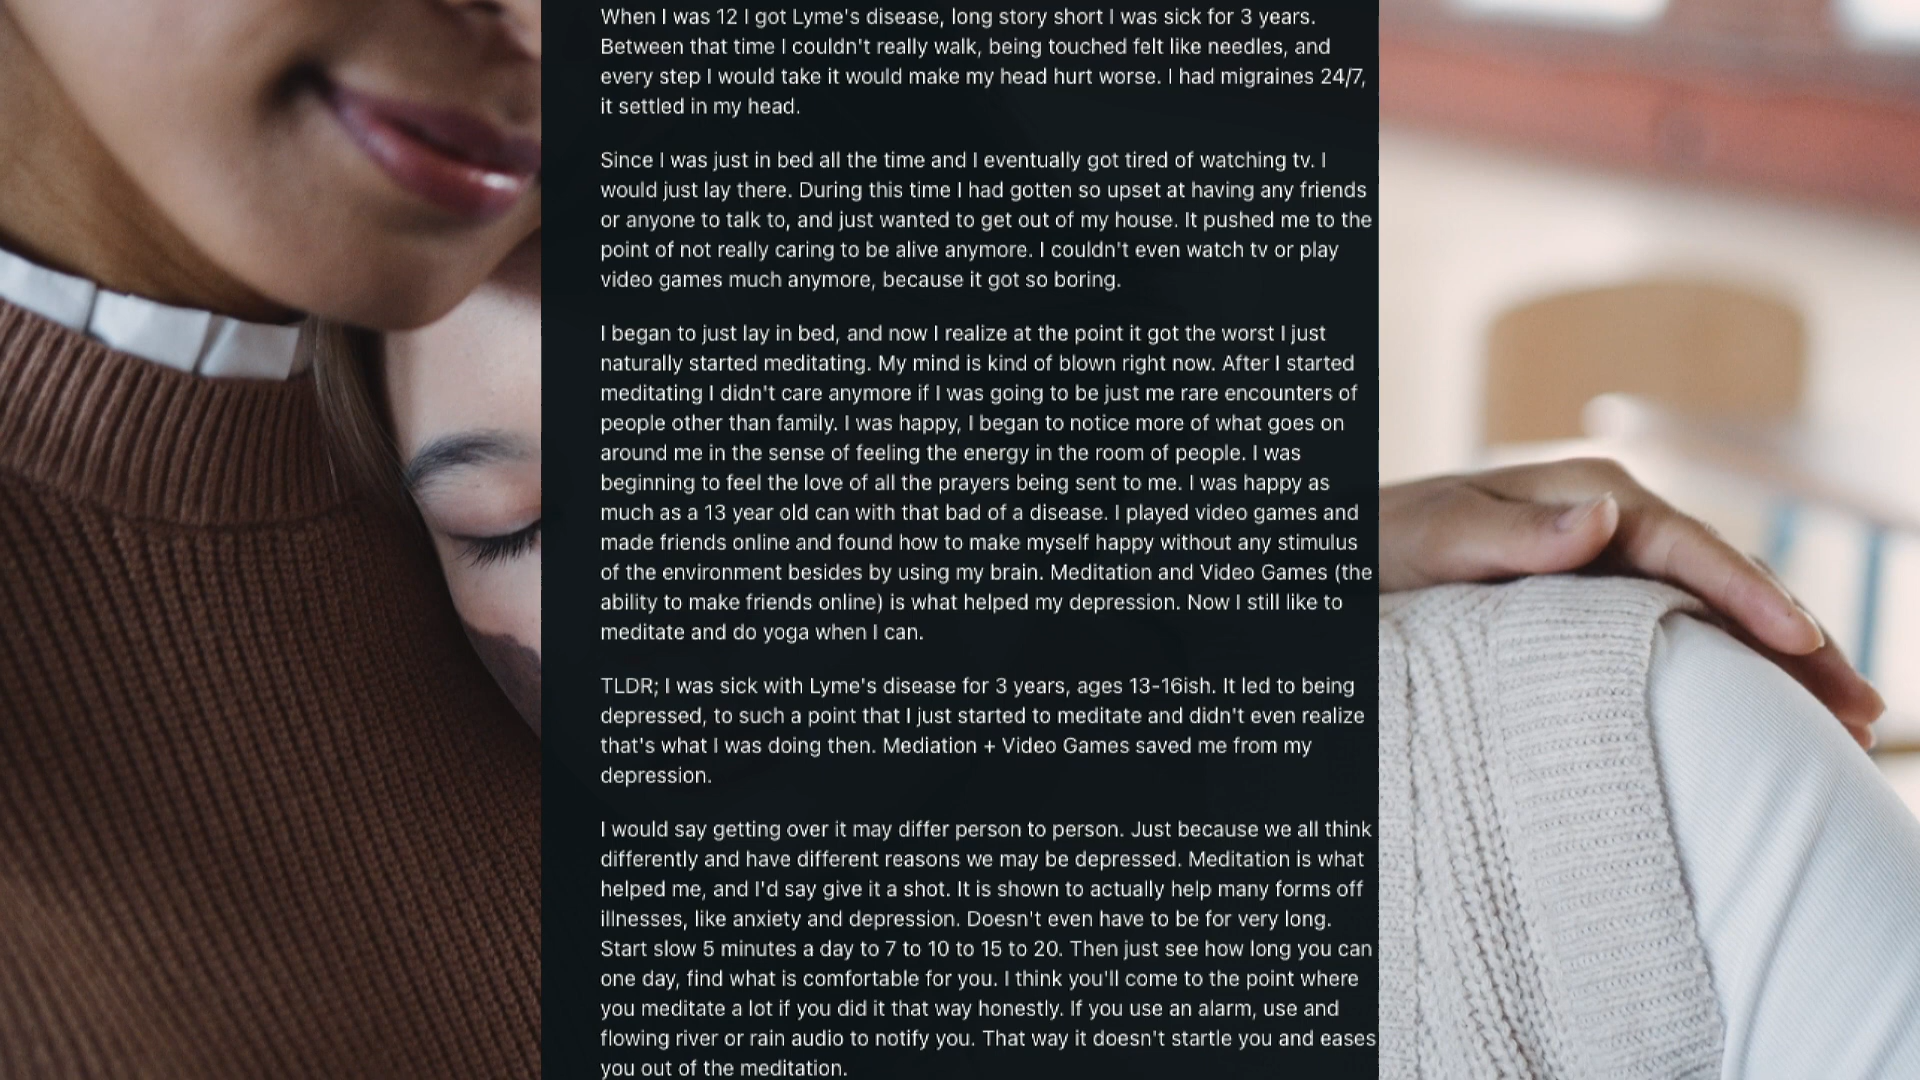 When I was 12 I got Lyme's disease, long story short I was sick for 3 years.
Between that time I couldn't really walk, being touched felt like needles, and
every step I would take it would make my head hurt worse. I had migraines 24/7,
it settled in my head.
Since I was just in bed all the time and I eventually got tired of watching tv. I
would just lay there. During this time I had gotten so upset at having any friends
or anyone to talk to, and just wanted to get out of my house. It pushed me to the
point of not really caring to be alive anymore. I couldn't even watch tv or play
video games much anymore, because it got so boring.
I began to just lay in bed, and now I realize at the point it got the worst I just
naturally started meditating. My mind is kind of blown right now. After I started
meditating I didn't care anymore if I was going to be just me rare encounters of
people other than family. I was happy, I began to notice more of what goes on
around me in the sense of feeling the energy in the room of people. I was
beginning to feel the love of all the prayers being sent to me. I was happy as
much as a 13 year old can with that bad of a disease. I played video games and
made friends online and found how to make myself happy without any stimulus
of the environment besides by using my brain. Meditation and Video Games (the
ability to make friends online) is what helped my depression. Now I still like to
meditate and do yoga when I can.
TLDR; I was sick with Lyme's disease for 3 years, ages 13-16ish. It led to being
depressed, to such a point that I just started to meditate and didn't even realize
that's what I was doing then. Mediation + Video Games saved me from my
depression.
I would say getting over it may differ person to person. Just because we all think
differently and have different reasons we may be depressed. Meditation is what
helped me, and I'd say give it a shot. It is shown to actually help many forms off
illnesses, like anxiety and depression. Doesn't even have to be for very long.
Start slow 5 minutes a day to 7 to 10 to 15 to 20. Then just see how long you can
one day, find what is comfortable for you. I think you'll come to the point where
you meditate a lot if you did it that way honestly. If you use an alarm, use and
flowing river or rain audio to notify you. That way it doesn't startle you and eases
you out of the meditation.